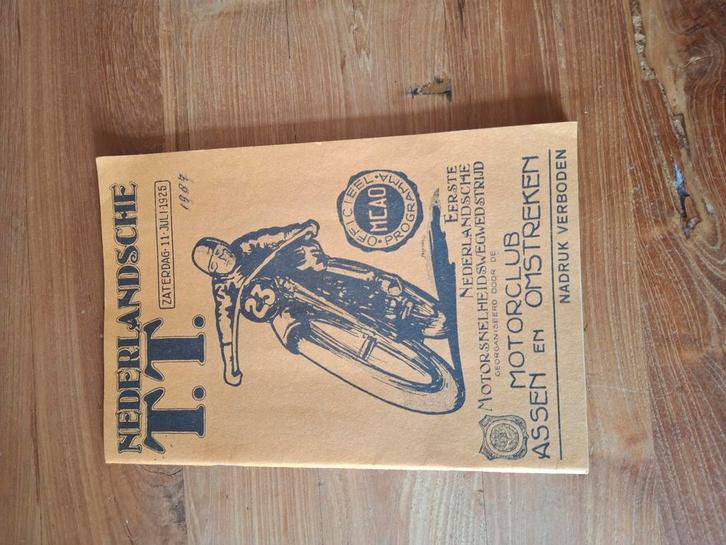 NEDERLANDSCHE
T.T.
ZATERDAG·11·JULI·1925
1987
OFFICIEEL
MCAO
PROGRAMMA
23
EERSTE
NEDERLANDSCHE
MOTORSNELHEIDSWEGWEDSTRIJD
GEORGANISEERD DOOR DE
MOTORCLUB
ASSEN EN OMSTREKEN
NADRUK VERBODEN